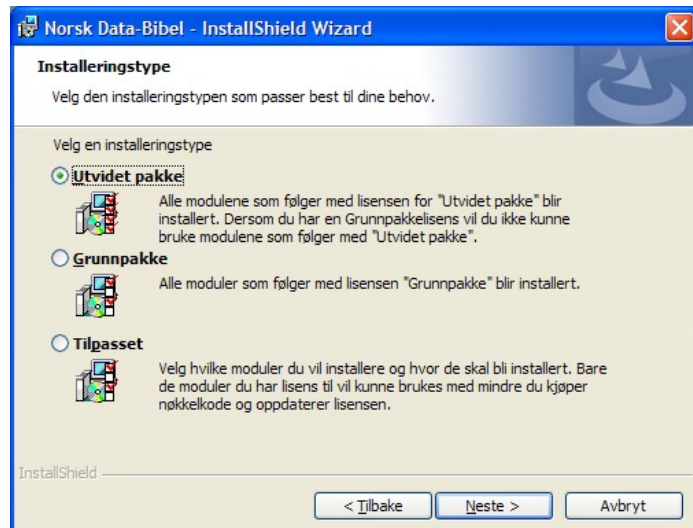 Norsk Data-Bibel - InstallShield Wizard
Installeringstype
Velg den installeringstypen som passer best til dine behov.
Velg en installeringstype
Utvidet pakke
Alle modulene som følger med lisensen for "Utvidet pakke" blir
installert. Dersom du har en Grunnpakkelisens vil du ikke kunne
bruke modulene som følger med "Utvidet pakke".
Grunnpakke
Alle moduler som følger med lisensen "Grunnpakke" blir installert.
Tilpasset
Velg hvilke moduler du vil installere og hvor de skal bli installert. Bare
de moduler du har lisens til vil kunne brukes med mindre du kjøper
nøkkelkode og oppdaterer lisensen.
InstallShield
< Tilbake
Neste >
Avbryt